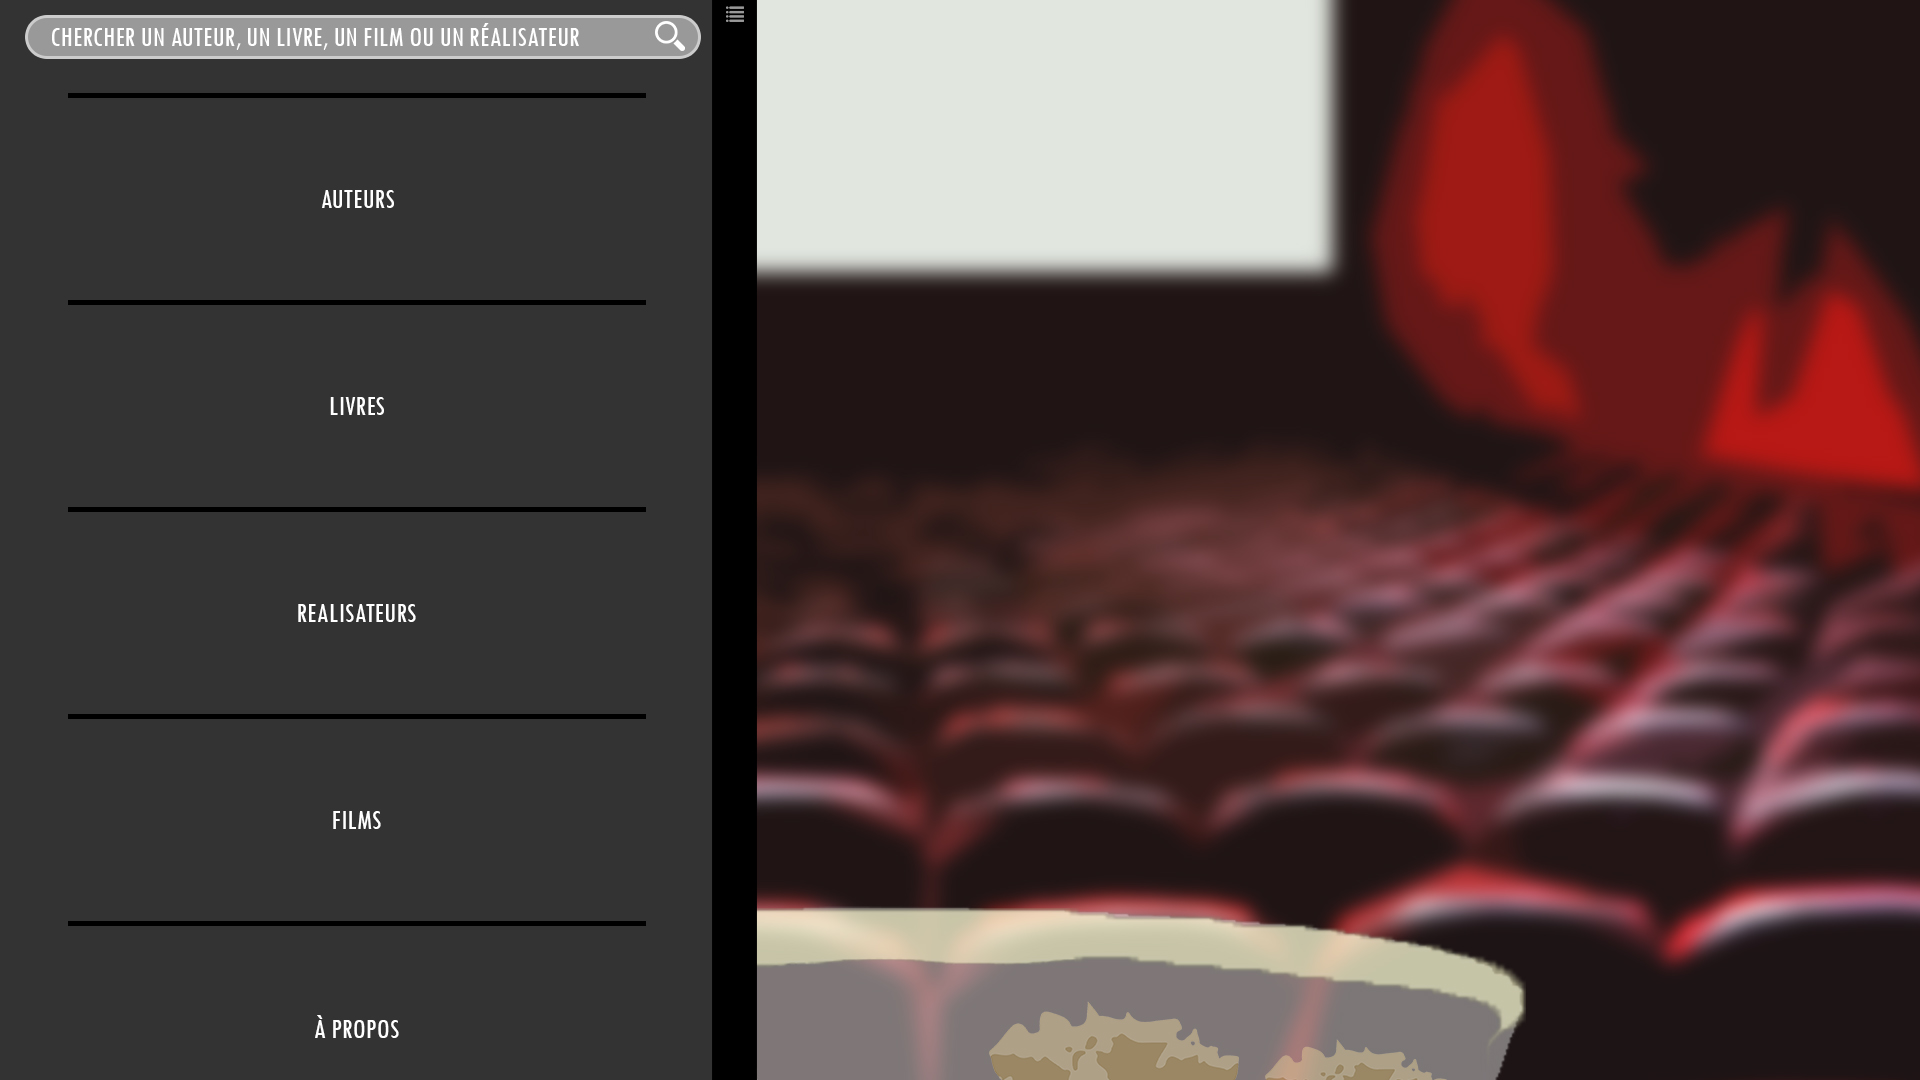 CHERCHER UN AUTEUR, UN LIVRE, UN FILM OU UN RÉALISATEUR
AUTEURS
LIVRES
REALISATEURS
FILMS
À PROPOS